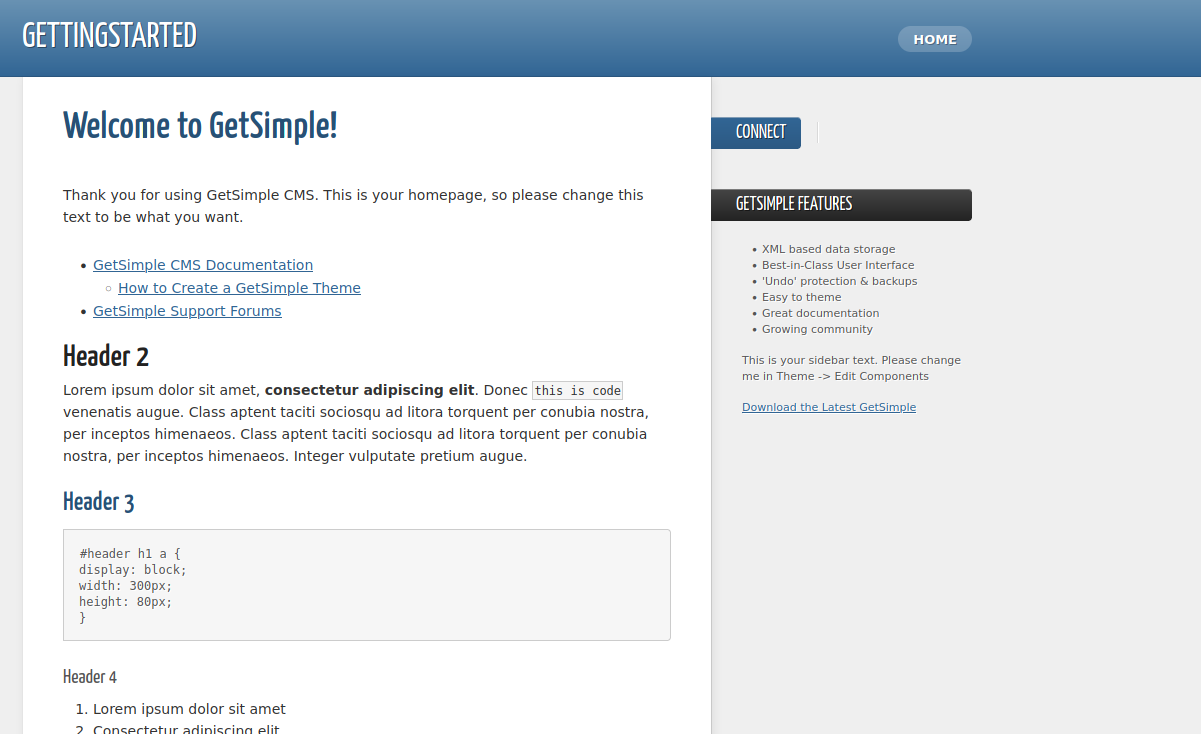 GETTINGSTARTED
HOME
Welcome to GetSimple!
Thank you for using GetSimple CMS. This is your homepage, so please change this
text to be what you want.
GetSimple CMS Documentation
How to Create a GetSimple Theme
GetSimple Support Forums
Header 2
Lorem ipsum dolor sit amet, consectetur adipiscing elit. Donec this is code
venenatis augue. Class aptent taciti sociosqu ad litora torquent per conubia nostra,
per inceptos himenaeos. Class aptent taciti sociosqu ad litora torquent per conubia
nostra, per inceptos himenaeos. Integer vulputate pretium augue.
Header 3
#header h1 a {
display: block;
width: 300px;
height: 80px;
}
Header 4
1. Lorem ipsum dolor sit amet
2. Consectetur adipiscing elit
CONNECT
GETSIMPLE FEATURES
XML based data storage
Best-in-Class User Interface
'Undo' protection & backups
Easy to theme
Great documentation
Growing community
This is your sidebar text. Please change
me in Theme -> Edit Components
Download the Latest GetSimple